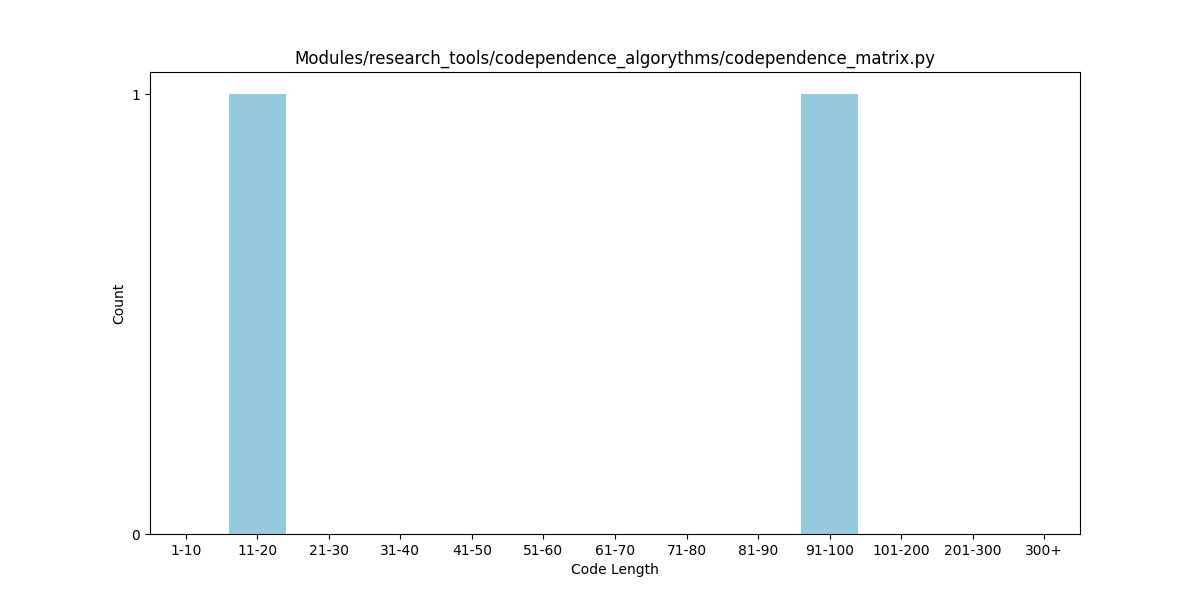 Modules/research_tools/codependence_algorythms/codependence_matrix.py
1
Count
0
1-10 11-20 21-30 31-40 41-50 51-60 61-70 71-80 81-90 91-100 101-200 201-300 300+
Code Length